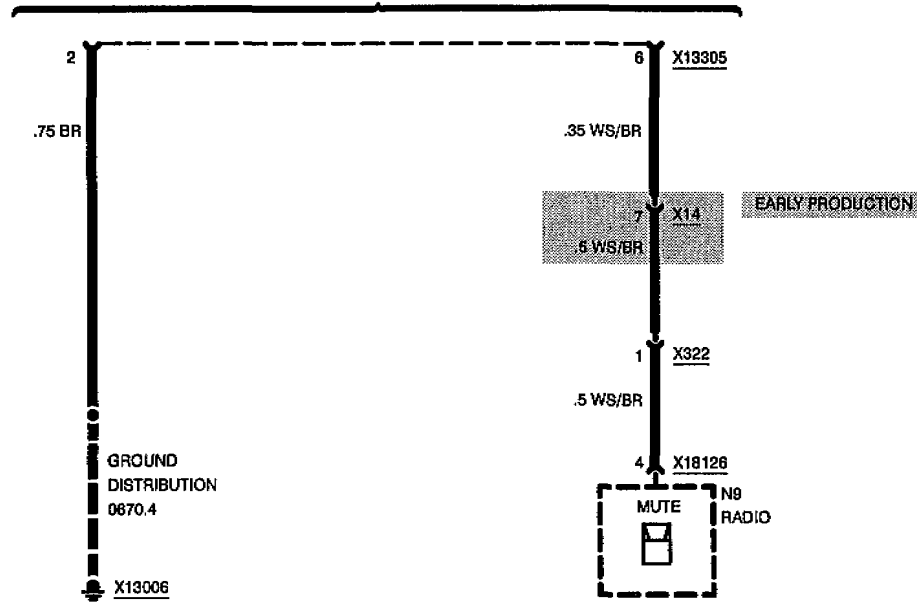 2
6 X13305
.75 BR
.35 WS/BR
EARLY PRODUCTION
7 X14
.5 WS/BR
1 X322
.5 WS/BR
4 X18126
GROUND
DISTRIBUTION
0670.4
MUTE
N9
RADIO
X13006